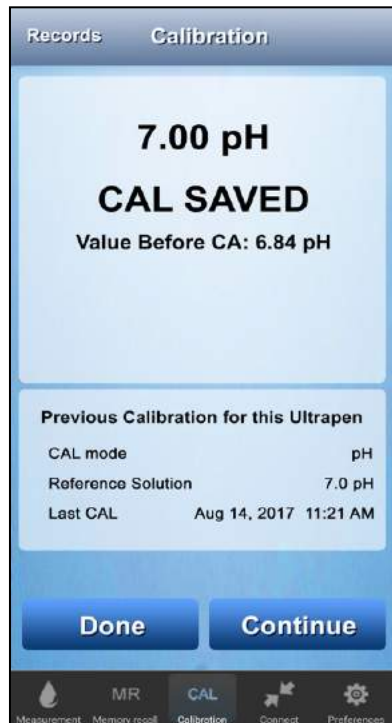 Records Calibration
7.00 pH
CAL SAVED
Value Before CA: 6.84 pH
Previous Calibration for this Ultrapen
CAL mode pH
Reference Solution 7.0 pH
Last CAL Aug 14, 2017 11:21 AM
Done Continue
MR CAL
Measurement Memory recall Calibration Connect Preferences